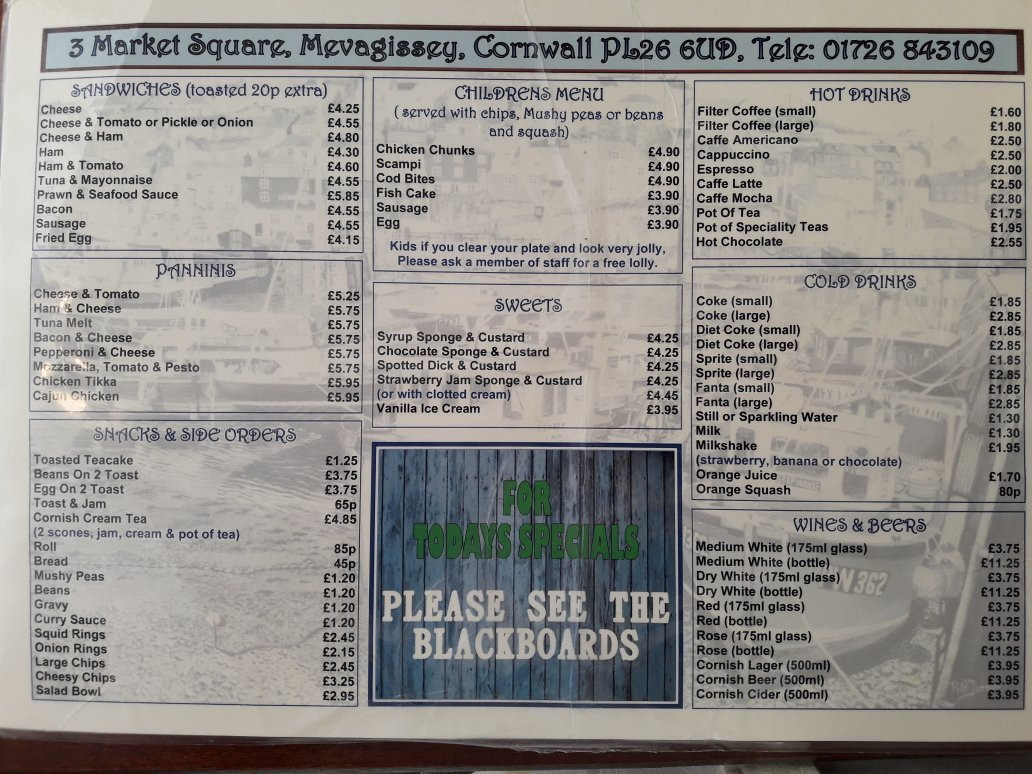 3 Market Square, Mevagissey, Cornwall PL26 6UD, Tele: 01726 843109
SANDWICHES (toasted 20p extra)
Cheese £4.25
Cheese & Tomato or Pickle or Onion £4.55
Cheese & Ham £4.80
Ham £4.30
Ham & Tomato £4.60
Tuna & Mayonnaise £4.55
Prawn & Seafood Sauce £5.85
Bacon £4.55
Sausage £4.55
Fried Egg £4.15
PANNINIS
Cheese & Tomato £5.25
Ham & Cheese £5.75
Tuna Melt £5.75
Bacon & Cheese £5.75
Pepperoni & Cheese £5.75
Mozzarella, Tomato & Pesto £5.75
Chicken Tikka £5.95
Cajun Chicken £5.95
SNACKS & SIDE ORDERS
Toasted Teacake £1.25
Beans On 2 Toast £3.75
Egg On 2 Toast £3.75
Toast & Jam 65p
Cornish Cream Tea £4.85
(2 scones, jam, cream & pot of tea)
Roll 85p
Bread 45p
Mushy Peas £1.20
Beans £1.20
Gravy £1.20
Curry Sauce £1.20
Squid Rings £2.45
Onion Rings £2.15
Large Chips £2.45
Cheesy Chips £3.25
Salad Bowl £2.95
CHILDRENS MENU
( served with chips, Mushy peas or beans
and squash)
Chicken Chunks £4.90
Scampi £4.90
Cod Bites £4.90
Fish Cake £3.90
Sausage £3.90
Egg £3.90
Kids if you clear your plate and look very jolly,
Please ask a member of staff for a free lolly.
SWEETS
Syrup Sponge & Custard £4.25
Chocolate Sponge & Custard £4.25
Spotted Dick & Custard £4.25
Strawberry Jam Sponge & Custard £4.25
(or with clotted cream) £4.45
Vanilla Ice Cream £3.95
FOR
TODAYS SPECIALS
PLEASE SEE THE
BLACKBOARDS
HOT DRINKS
Filter Coffee (small) £1.60
Filter Coffee (large) £1.80
Caffe Americano £2.50
Cappuccino £2.50
Espresso £2.00
Caffe Latte £2.50
Caffe Mocha £2.80
Pot Of Tea £1.75
Pot of Speciality Teas £1.95
Hot Chocolate £2.55
COLD DRINKS
Coke (small) £1.85
Coke (large) £2.85
Diet Coke (small) £1.85
Diet Coke (large) £2.85
Sprite (small) £1.85
Sprite (large) £2.85
Fanta (small) £1.85
Fanta (large) £2.85
Still or Sparkling Water £1.30
Milk £1.30
Milkshake £1.95
(strawberry, banana or chocolate)
Orange Juice £1.70
Orange Squash 80p
WINES & BEERS
Medium White (175ml glass) £3.75
Medium White (bottle) £11.25
Dry White (175ml glass) £3.75
Dry White (bottle) £11.25
Red (175ml glass) £3.75
Red (bottle) £11.25
Rose (175ml glass) £3.75
Rose (bottle) £11.25
Cornish Lager (500ml) £3.95
Cornish Beer (500ml) £3.95
Cornish Cider (500ml) £3.95